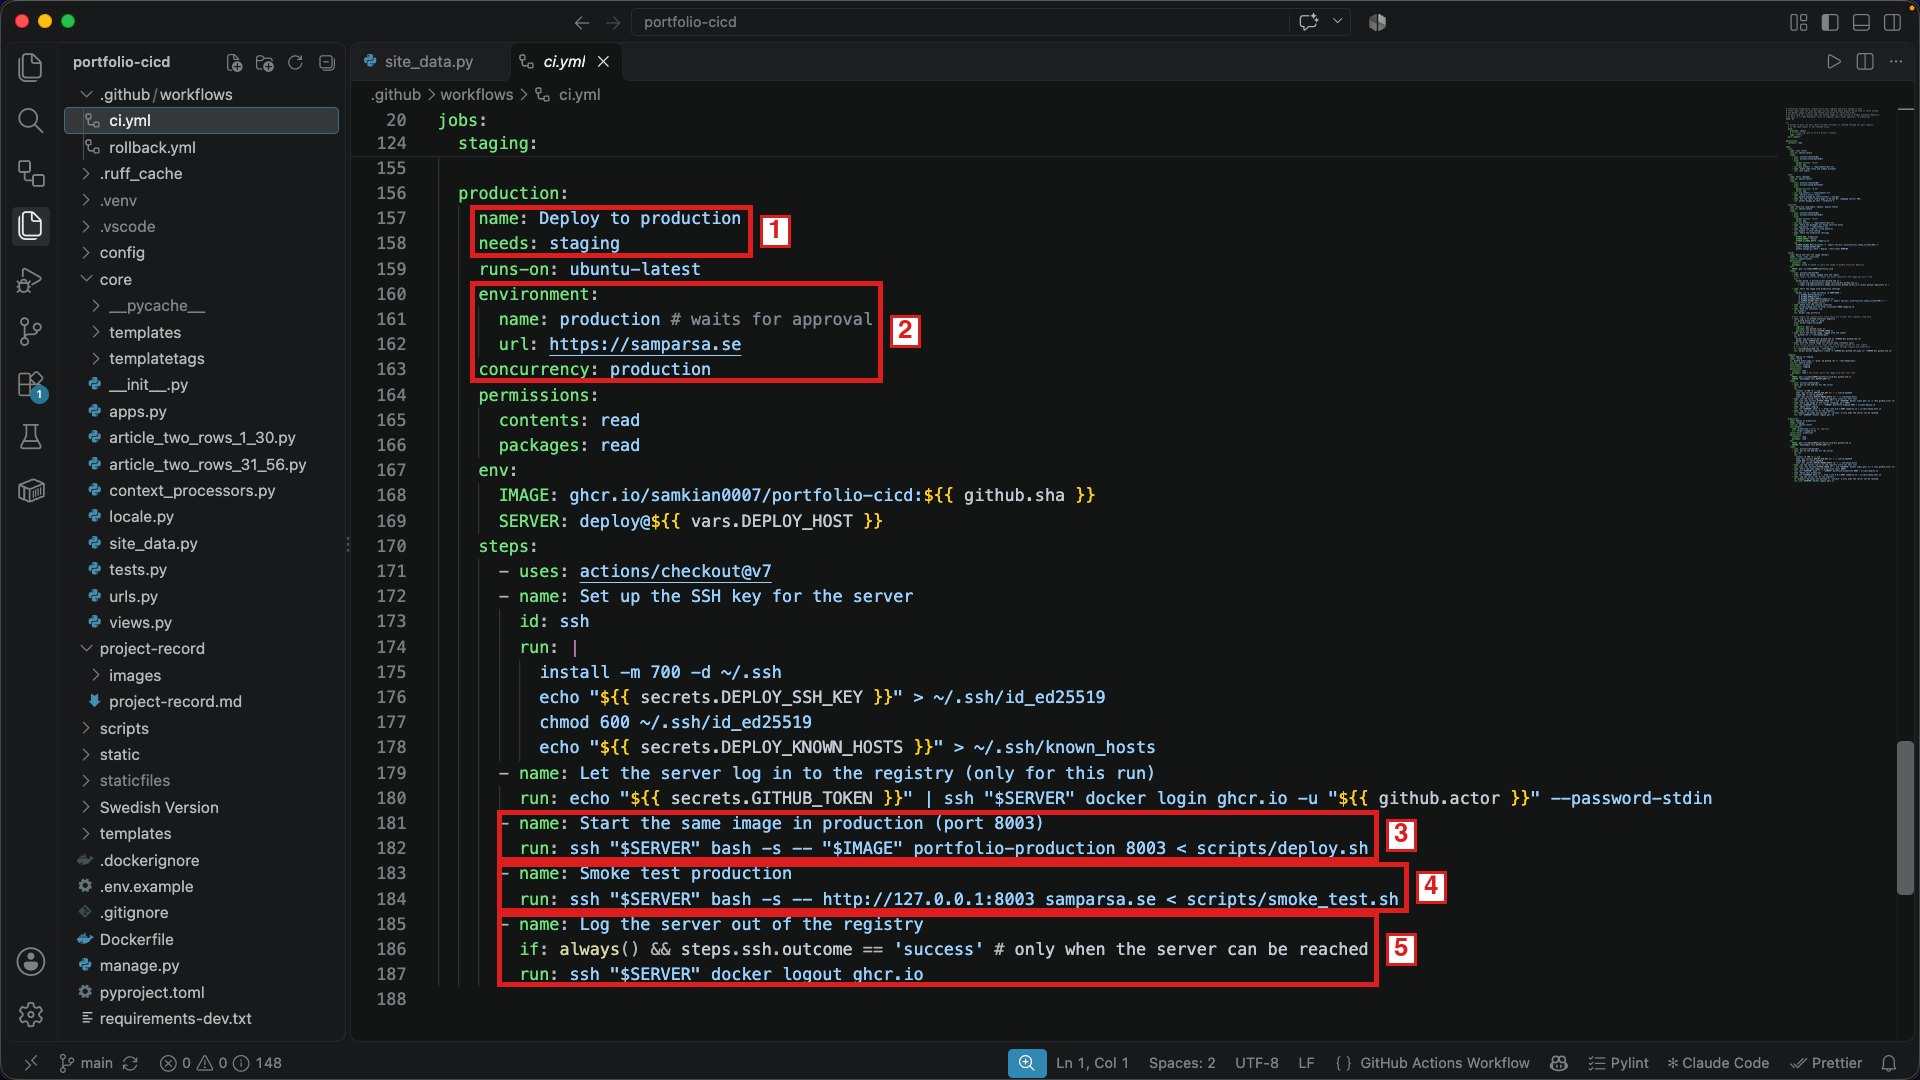 portfolio-cicd
portfolio-cicd
site_data.py
ci.yml
.github > workflows > ci.yml
.github/workflows
ci.yml
rollback.yml
.ruff_cache
.venv
.vscode
config
core
__pycache__
templates
templatetags
__init__.py
apps.py
article_two_rows_1_30.py
article_two_rows_31_56.py
context_processors.py
locale.py
site_data.py
tests.py
urls.py
views.py
project-record
images
project-record.md
scripts
static
staticfiles
Swedish Version
templates
.dockerignore
.env.example
.gitignore
Dockerfile
manage.py
pyproject.toml
requirements-dev.txt
1
20 jobs:
124 staging:
155
156 production:
157 name: Deploy to production
158 needs: staging
1
159 runs-on: ubuntu-latest
160 environment:
161 name: production # waits for approval
162 url: https://samparsa.se
163 concurrency: production
2
164 permissions:
165 contents: read
166 packages: read
167 env:
168 IMAGE: ghcr.io/samkian0007/portfolio-cicd:${{ github.sha }}
169 SERVER: deploy@${{ vars.DEPLOY_HOST }}
170 steps:
171 - uses: actions/checkout@v7
172 - name: Set up the SSH key for the server
173 id: ssh
174 run: |
175 install -m 700 -d ~/.ssh
176 echo "${{ secrets.DEPLOY_SSH_KEY }}" > ~/.ssh/id_ed25519
177 chmod 600 ~/.ssh/id_ed25519
178 echo "${{ secrets.DEPLOY_KNOWN_HOSTS }}" > ~/.ssh/known_hosts
179 - name: Let the server log in to the registry (only for this run)
180 run: echo "${{ secrets.GITHUB_TOKEN }}" | ssh "$SERVER" docker login ghcr.io -u "${{ github.actor }}" --password-stdin
181 - name: Start the same image in production (port 8003)
182 run: ssh "$SERVER" bash -s -- "$IMAGE" portfolio-production 8003 < scripts/deploy.sh
3
183 - name: Smoke test production
184 run: ssh "$SERVER" bash -s -- http://127.0.0.1:8003 samparsa.se < scripts/smoke_test.sh
4
185 - name: Log the server out of the registry
186 if: always() && steps.ssh.outcome == 'success' # only when the server can be reached
187 run: ssh "$SERVER" docker logout ghcr.io
5
188
main 0 0 148
Ln 1, Col 1 Spaces: 2 UTF-8 LF { } GitHub Actions Workflow Pylint Claude Code Prettier